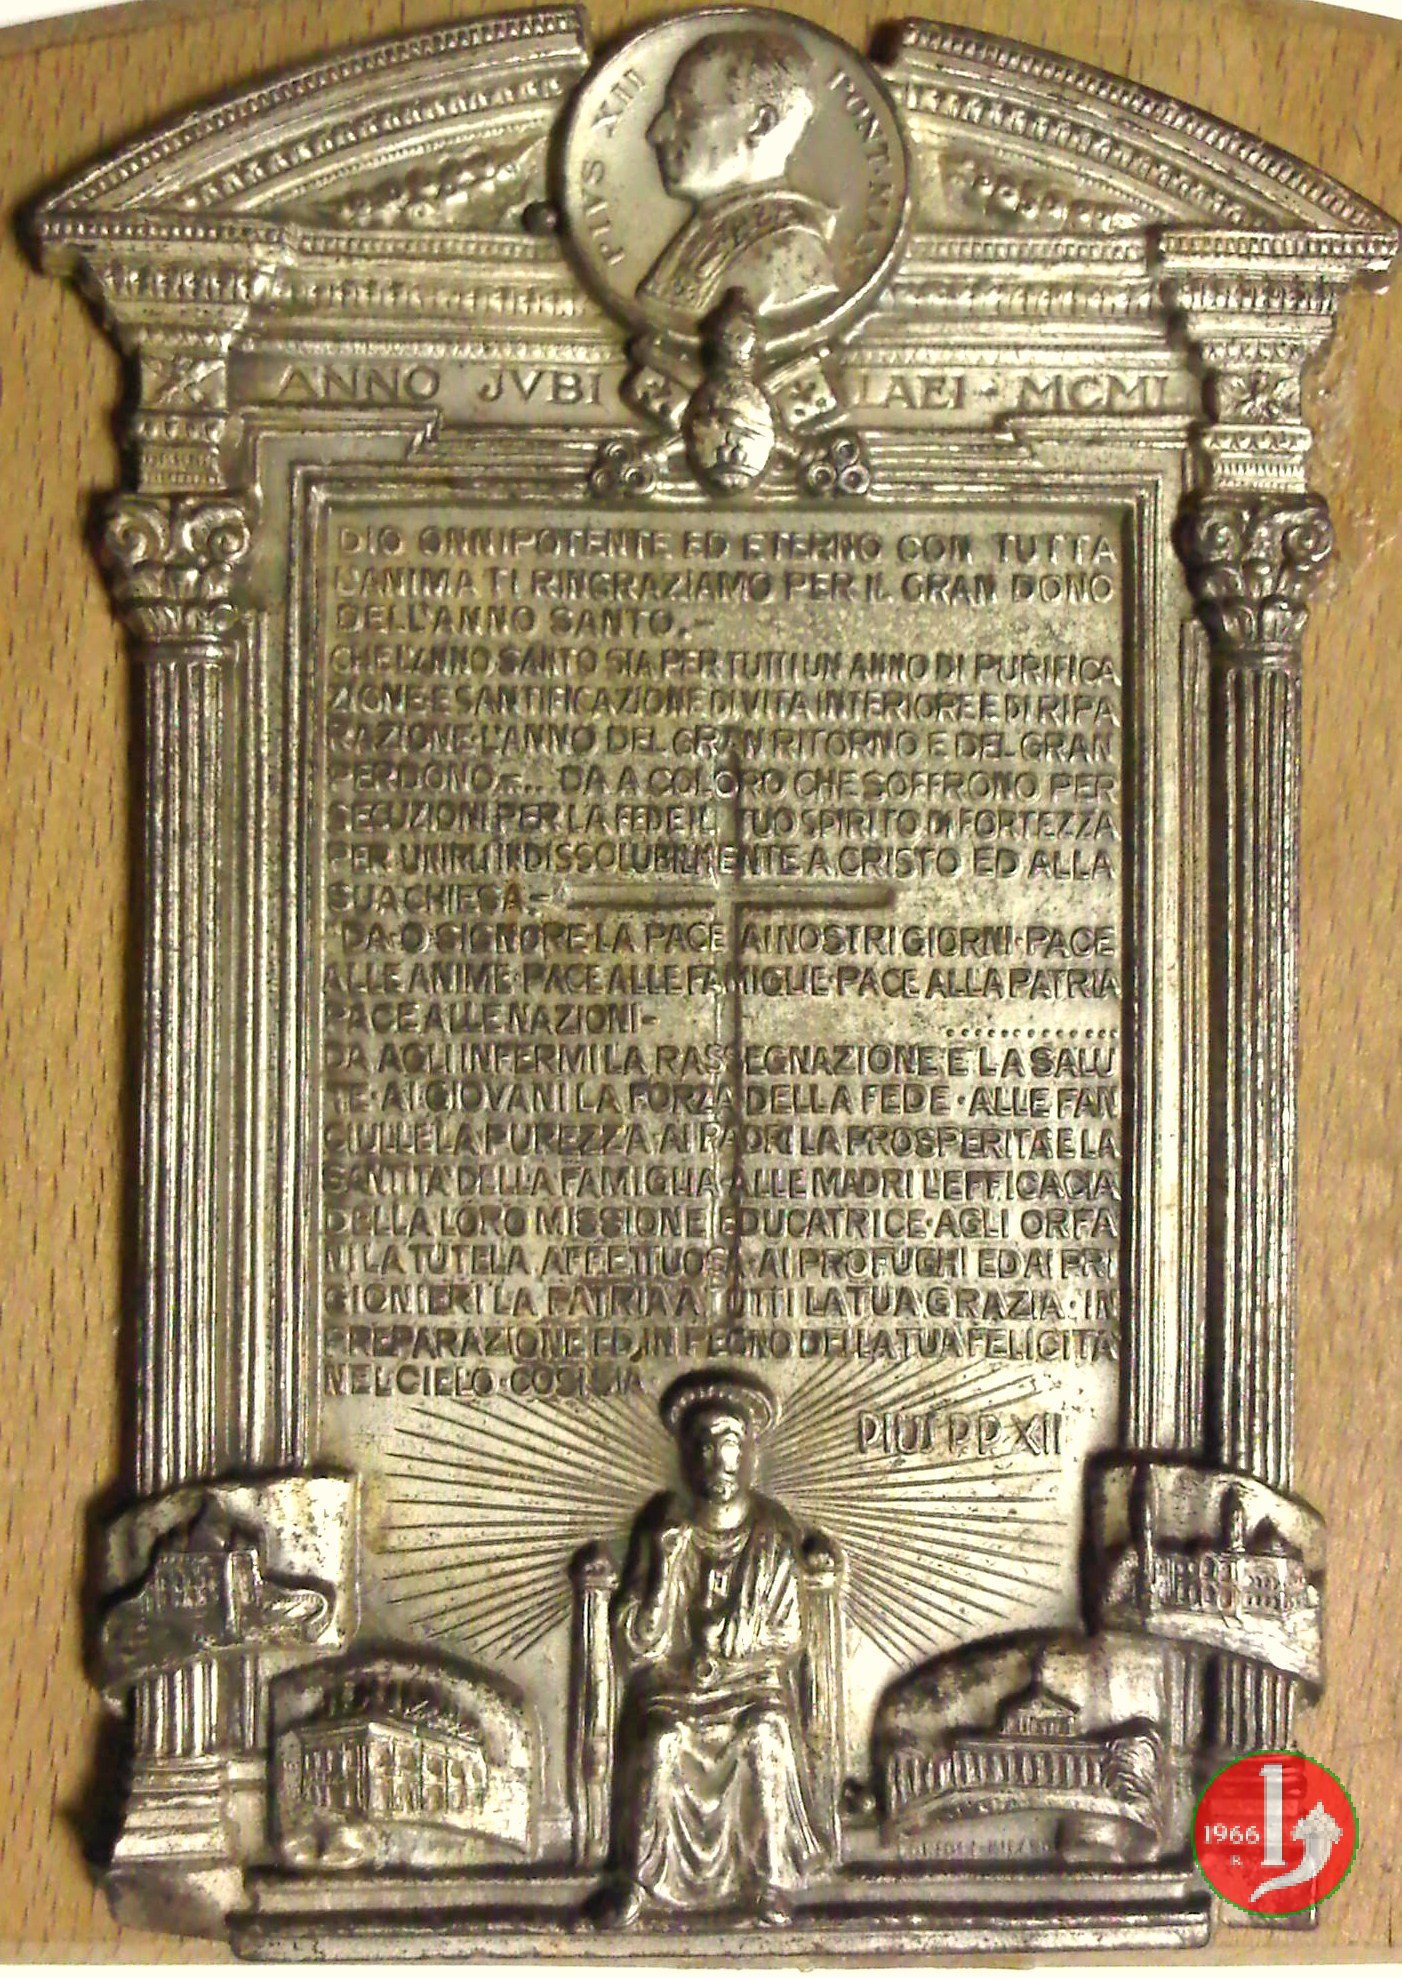 PIVS XII PONT·MAX
ANNO JVBILAEI·MCML
DIO ONNIPOTENTE ED ETERNO CON TUTTA
L'ANIMA TI RINGRAZIAMO PER IL GRAN DONO
DELL'ANNO SANTO.-
CHE L'ANNO SANTO SIA PER TUTTI UN ANNO DI PURIFICA
ZIONE E SANTIFICAZIONE DI VITA INTERIORE E DI RIPA
RAZIONE·L'ANNO DEL GRAN RITORNO E DEL GRAN
PERDONO-... DA A COLORO CHE SOFFRONO PER
SECUZIONI PER LA FEDE IL TUO SPIRITO DI FORTEZZA
PER UNIRLI INDISSOLUBILMENTE A CRISTO ED ALLA
SUA CHIESA.-
DA·O SIGNORE·LA PACE AI NOSTRI GIORNI·PACE
ALLE ANIME·PACE ALLE FAMIGLIE·PACE ALLA PATRIA
PACE ALLE NAZIONI- ..............
DA AGLI INFERMI LA RASSEGNAZIONE E LA SALU
TE·AI GIOVANI LA FORZA DELLA FEDE·ALLE FAN
CIULLE LA PUREZZA·AI PADRI LA PROSPERITÀ E LA
SANTITÀ DELLA FAMIGLIA·ALLE MADRI L'EFFICACIA
DELLA LORO MISSIONE EDUCATRICE·AGLI ORFA
NI LA TUTELA AFFETTUOSA·AI PROFUGHI ED AI PRI
GIONIERI LA PATRIA A TUTTI LA TUA GRAZIA·IN
PREPARAZIONE ED IN PEGNO DELLA TUA FELICITÀ
NEL CIELO·COSI SIA
PIUS P.P. XII
1966
R